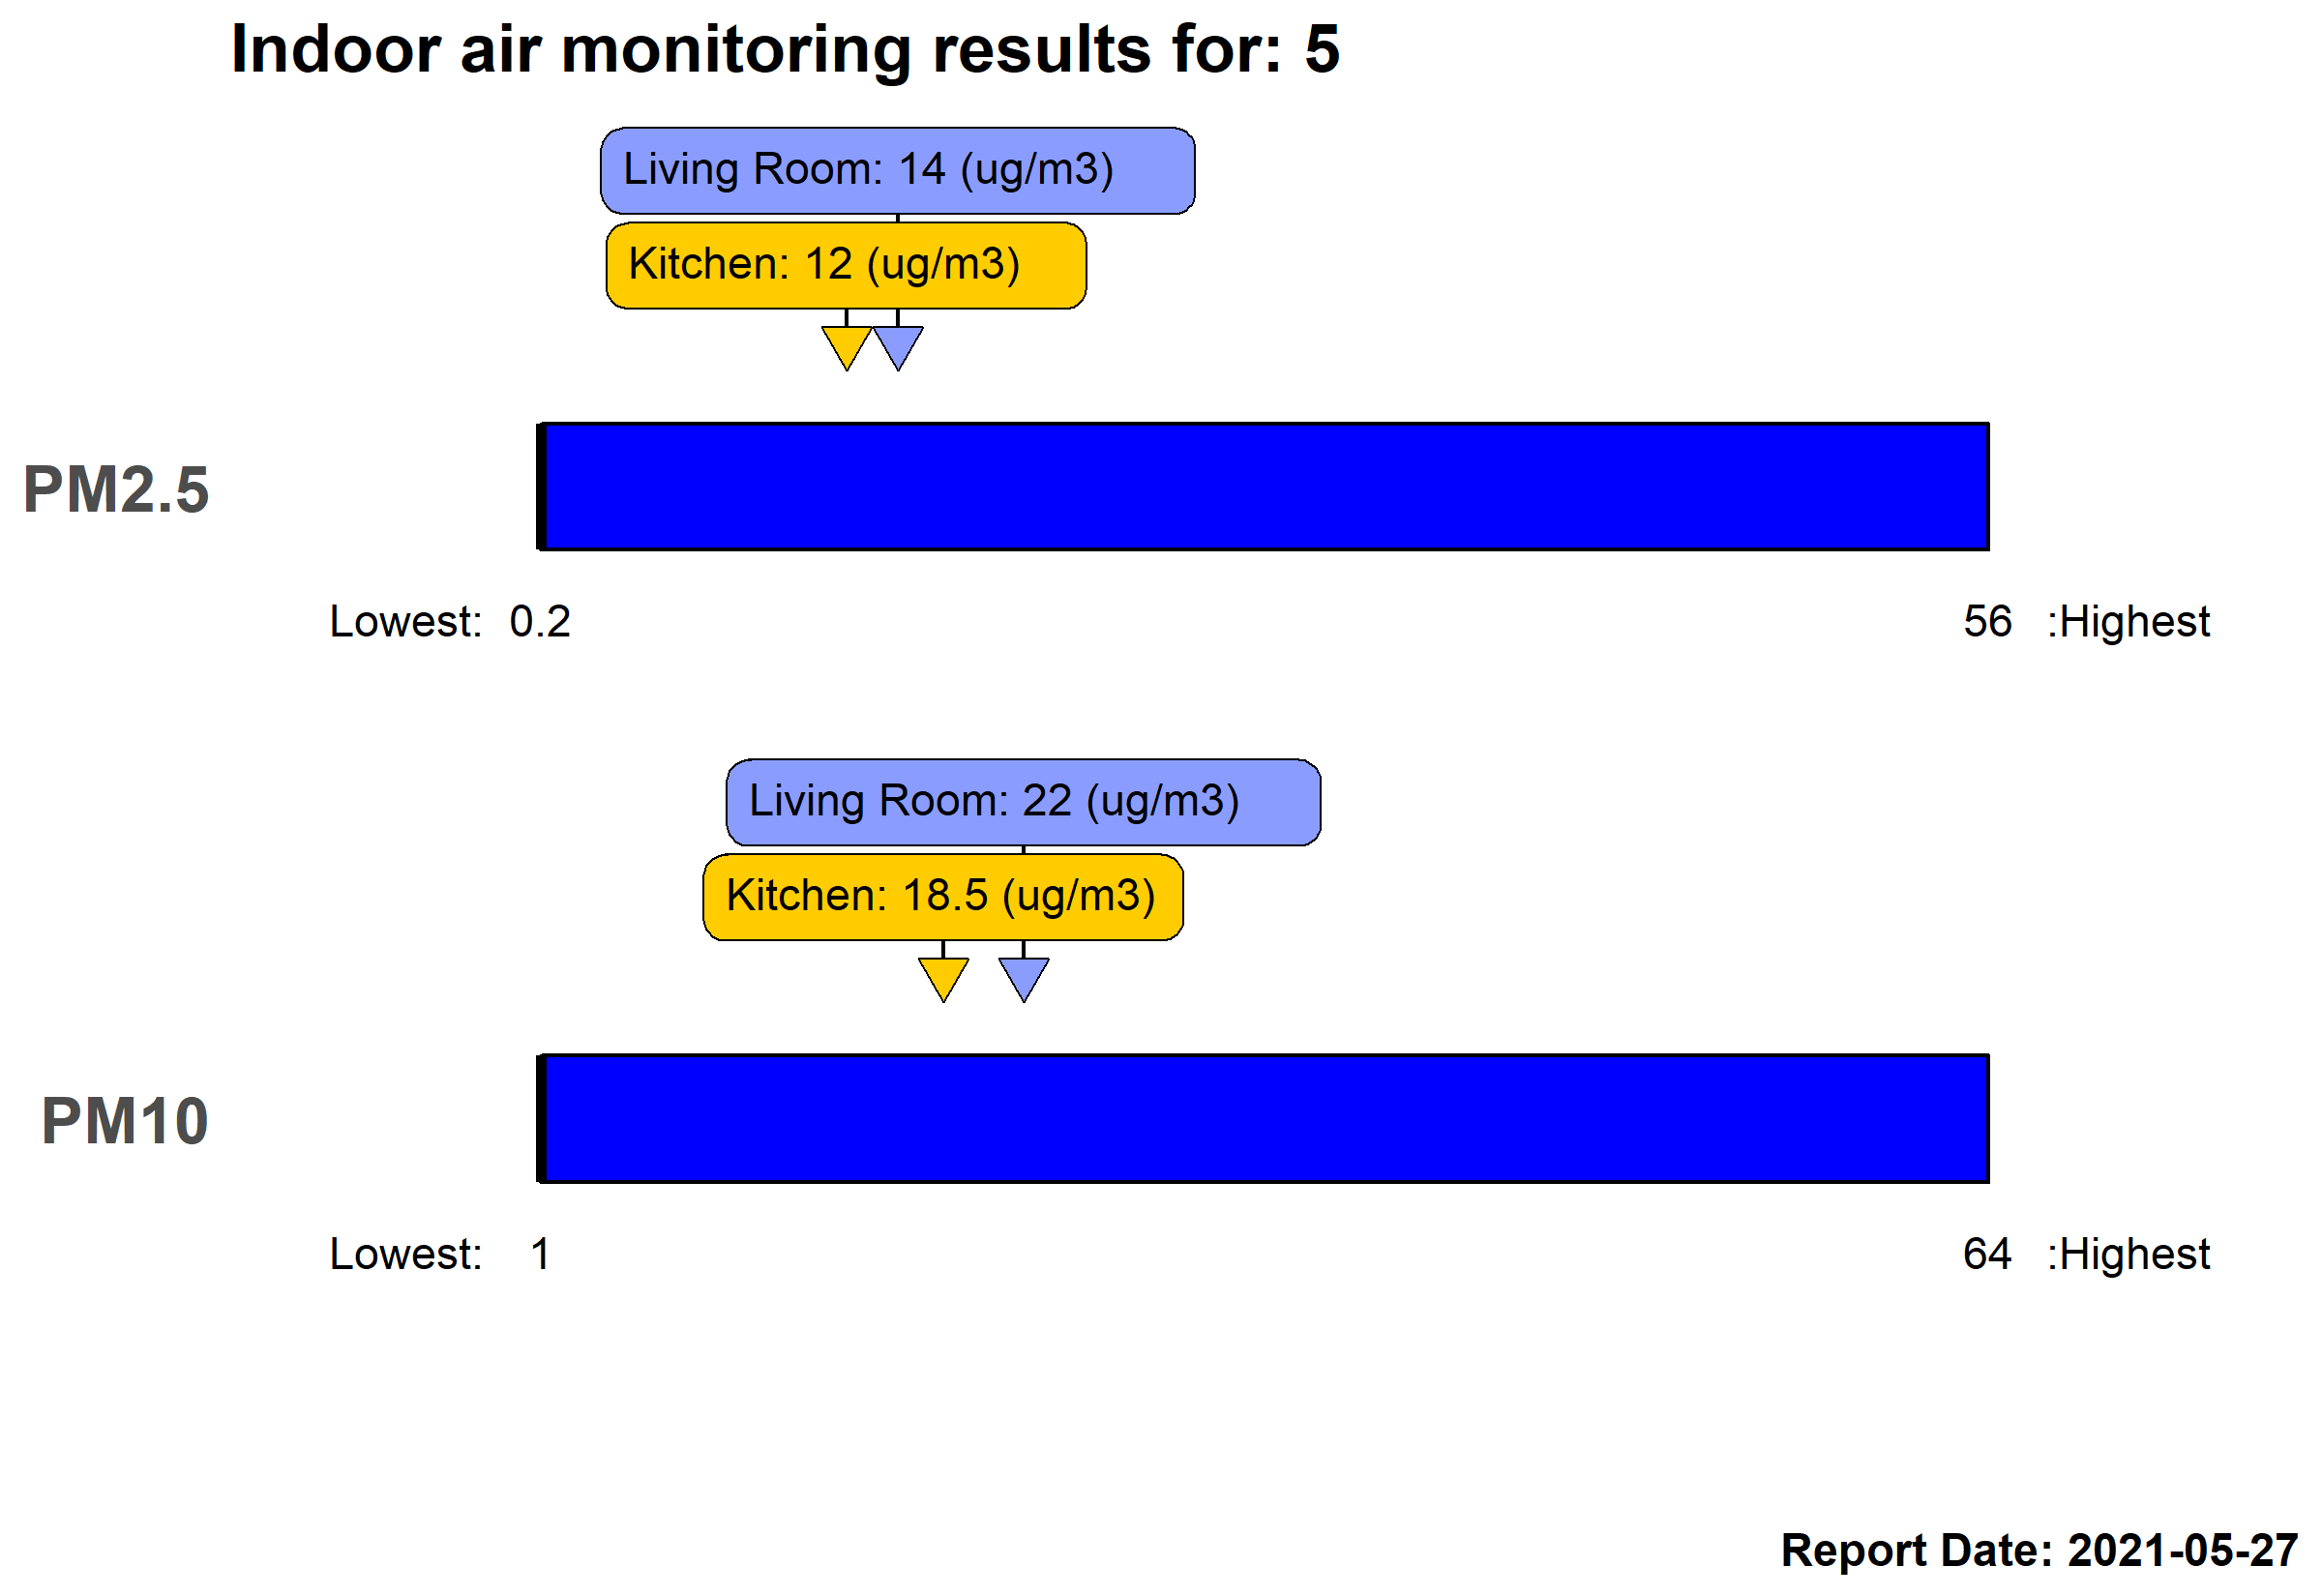 Indoor air monitoring results for: 5
Living Room: 14 (ug/m3)
Kitchen: 12 (ug/m3)
PM2.5
Lowest: 0.2 56 :Highest
Living Room: 22 (ug/m3)
Kitchen: 18.5 (ug/m3)
PM10
Lowest: 1 64 :Highest
Report Date: 2021-05-27